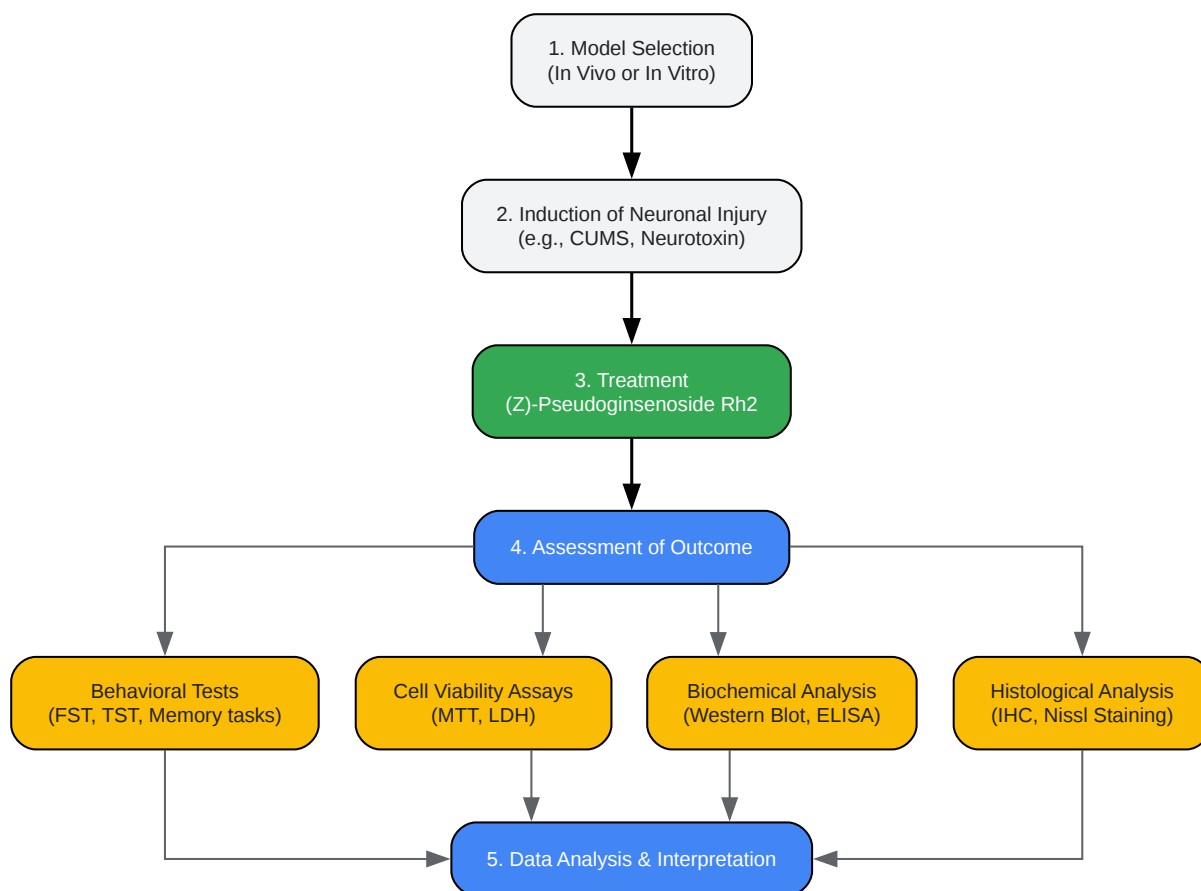 1. Model Selection
(In Vivo or In Vitro)
2. Induction of Neuronal Injury
(e.g., CUMS, Neurotoxin)
3. Treatment
(Z)-Pseudoginsenoside Rh2
4. Assessment of Outcome
Behavioral Tests
(FST, TST, Memory tasks)
Cell Viability Assays
(MTT, LDH)
Biochemical Analysis
(Western Blot, ELISA)
Histological Analysis
(IHC, Nissl Staining)
5. Data Analysis & Interpretation